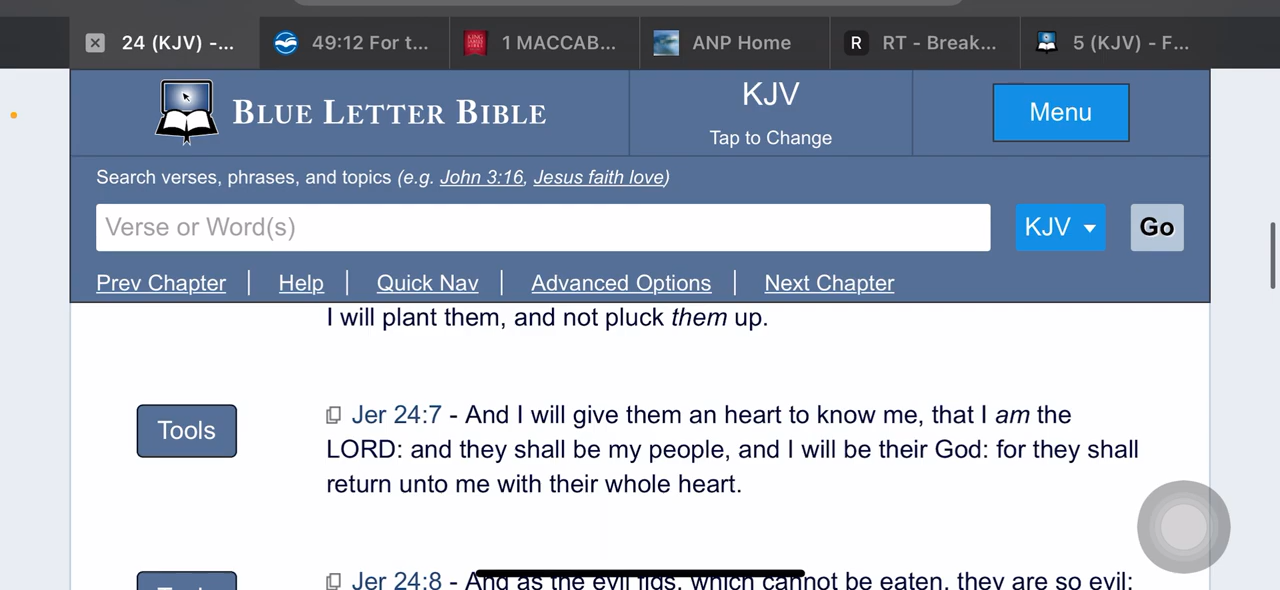 24 (KJV) -...
49:12 For t...
1 MACCAB...
ANP Home
R
RT - Break...
5 (KJV) - F...
BLUE LETTER BIBLE
KJV
Tap to Change
Menu
Search verses, phrases, and topics (e.g. John 3:16, Jesus faith love)
Verse or Word(s)
KJV
Go
Prev Chapter | Help | Quick Nav | Advanced Options | Next Chapter
I will plant them, and not pluck them up.
Tools
Jer 24:7 - And I will give them an heart to know me, that I am the
LORD: and they shall be my people, and I will be their God: for they shall
return unto me with their whole heart.
Jer 24:8 - And as the evil figs, which cannot be eaten, they are so evil;